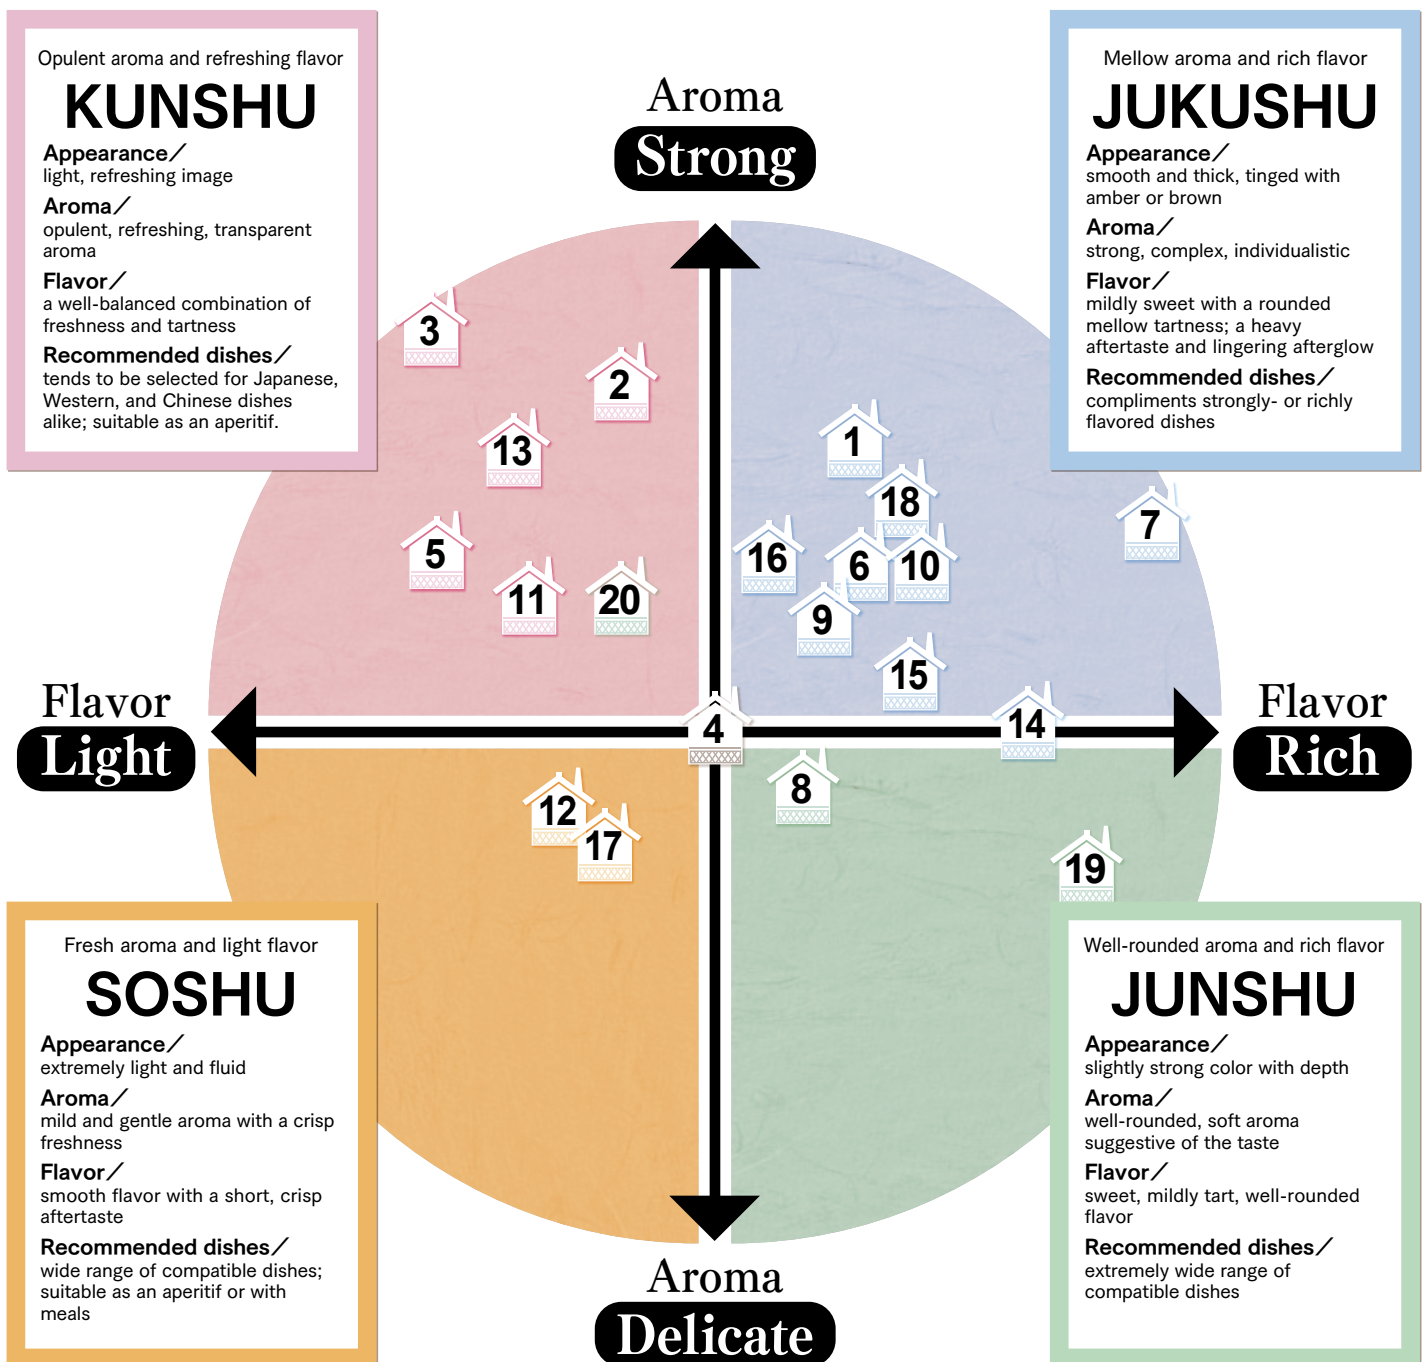 Opulent aroma and refreshing flavor
KUNSHU
Appearance／
light, refreshing image
Aroma／
opulent, refreshing, transparent
aroma
Flavor／
a well-balanced combination of
freshness and tartness
Recommended dishes／
tends to be selected for Japanese,
Western, and Chinese dishes
alike; suitable as an aperitif.
Aroma
Strong
Mellow aroma and rich flavor
JUKUSHU
Appearance／
smooth and thick, tinged with
amber or brown
Aroma／
strong, complex, individualistic
Flavor／
mildly sweet with a rounded
mellow tartness; a heavy
aftertaste and lingering afterglow
Recommended dishes／
compliments strongly- or richly
flavored dishes
3
2
13
1
18
7
5
16
6
10
11
20
9
15
Flavor
Light
4
14
Flavor
Rich
8
12
17
19
Fresh aroma and light flavor
SOSHU
Appearance／
extremely light and fluid
Aroma／
mild and gentle aroma with a crisp
freshness
Flavor／
smooth flavor with a short, crisp
aftertaste
Recommended dishes／
wide range of compatible dishes;
suitable as an aperitif or with
meals
Well-rounded aroma and rich flavor
JUNSHU
Appearance／
slightly strong color with depth
Aroma／
well-rounded, soft aroma
suggestive of the taste
Flavor／
sweet, mildly tart, well-rounded
flavor
Recommended dishes／
extremely wide range of
compatible dishes
Aroma
Delicate